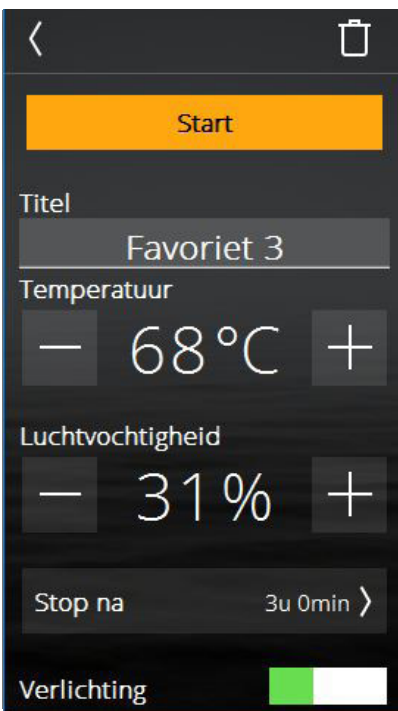 Start
Titel
Favoriet 3
Temperatuur
68°C
Luchtvochtigheid
31%
Stop na 3u 0min
Verlichting